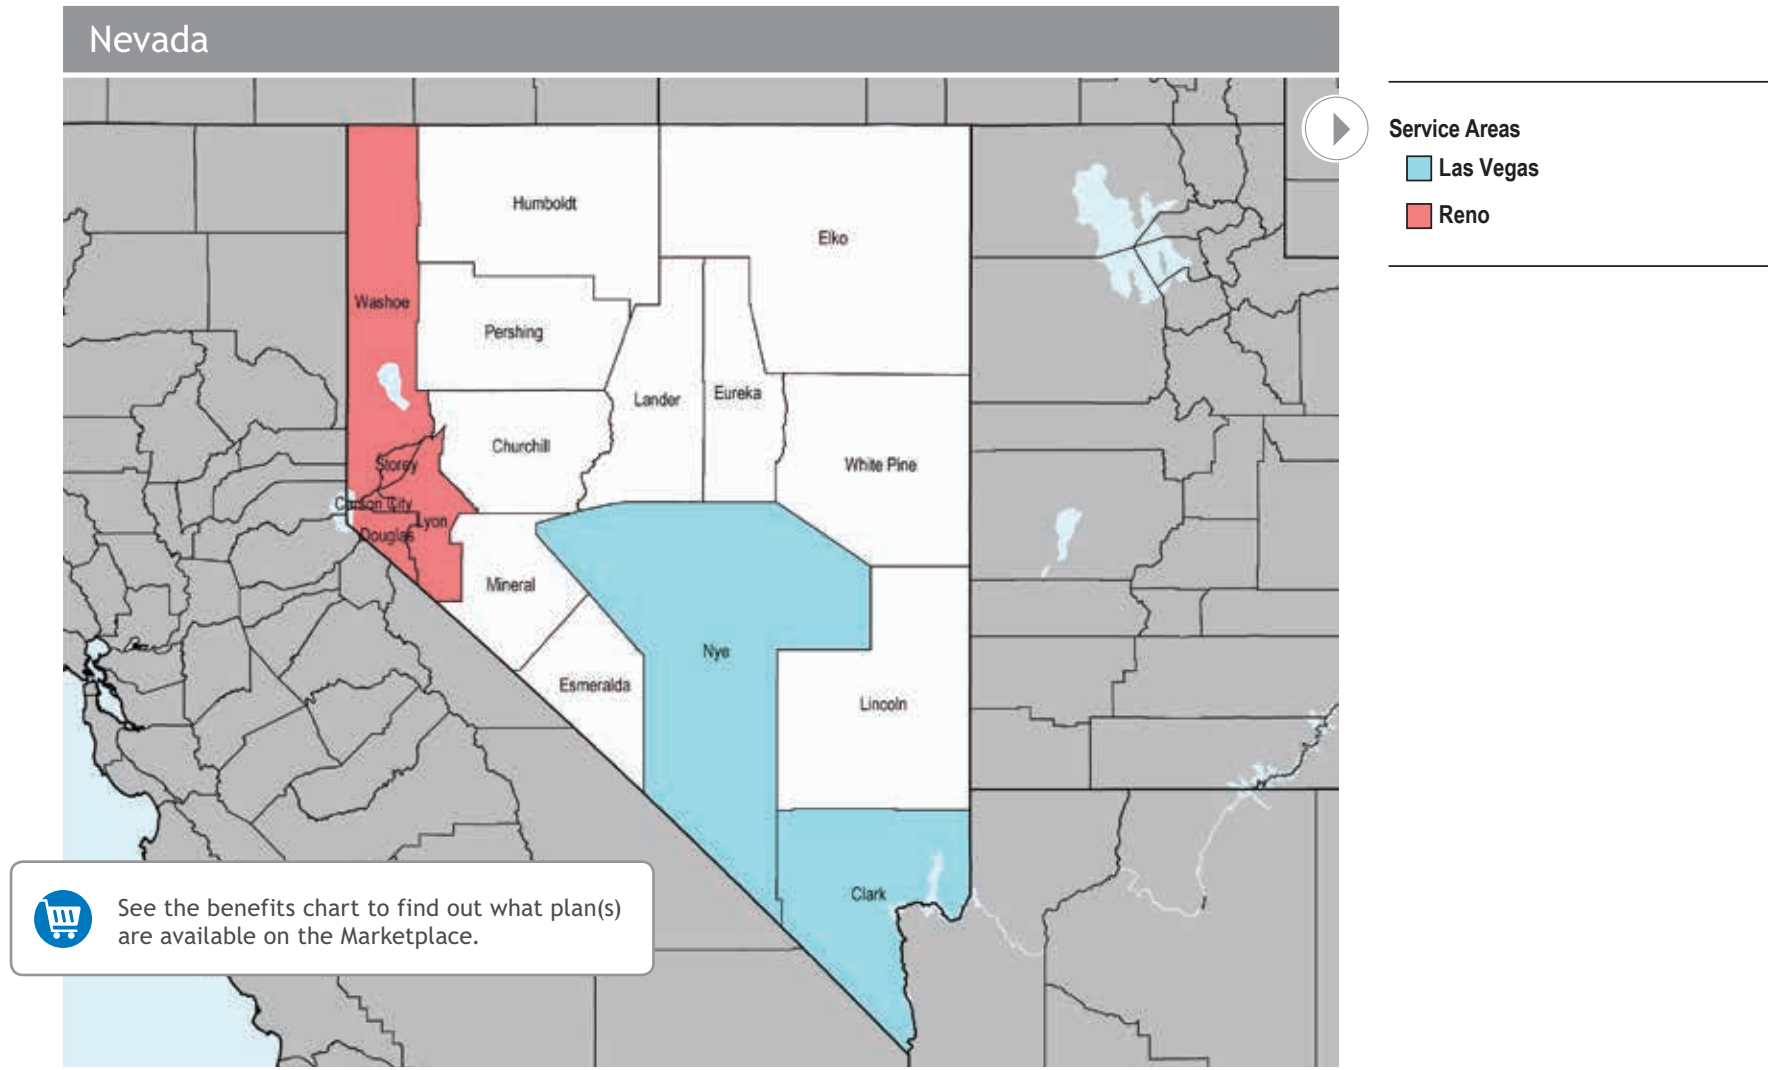 Nevada
Service Areas
Las Vegas
Reno
Humboldt
Elko
Washoe
Pershing
Lander
Eureka
Churchill
Storey
White Pine
Carson City
Lyon
Douglas
Mineral
Nye
Esmeralda
Lincoln
Clark
See the benefits chart to find out what plan(s)
are available on the Marketplace.